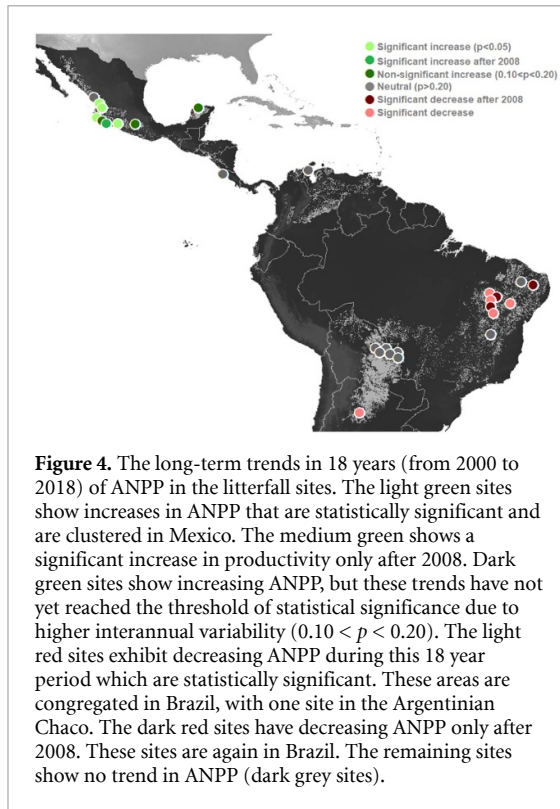 Significant increase (p<0.05)
Significant increase after 2008
Non-significant increase (0.10<p<0.20)
Neutral (p>0.20)
Significant decrease after 2008
Significant decrease
Figure 4. The long-term trends in 18 years (from 2000 to
2018) of ANPP in the litterfall sites. The light green sites
show increases in ANPP that are statistically significant and
are clustered in Mexico. The medium green shows a
significant increase in productivity only after 2008. Dark
green sites show increasing ANPP, but these trends have not
yet reached the threshold of statistical significance due to
higher interannual variability (0.10 < p < 0.20). The light
red sites exhibit decreasing ANPP during this 18 year
period which are statistically significant. These areas are
congregated in Brazil, with one site in the Argentinian
Chaco. The dark red sites have decreasing ANPP only after
2008. These sites are again in Brazil. The remaining sites
show no trend in ANPP (dark grey sites).